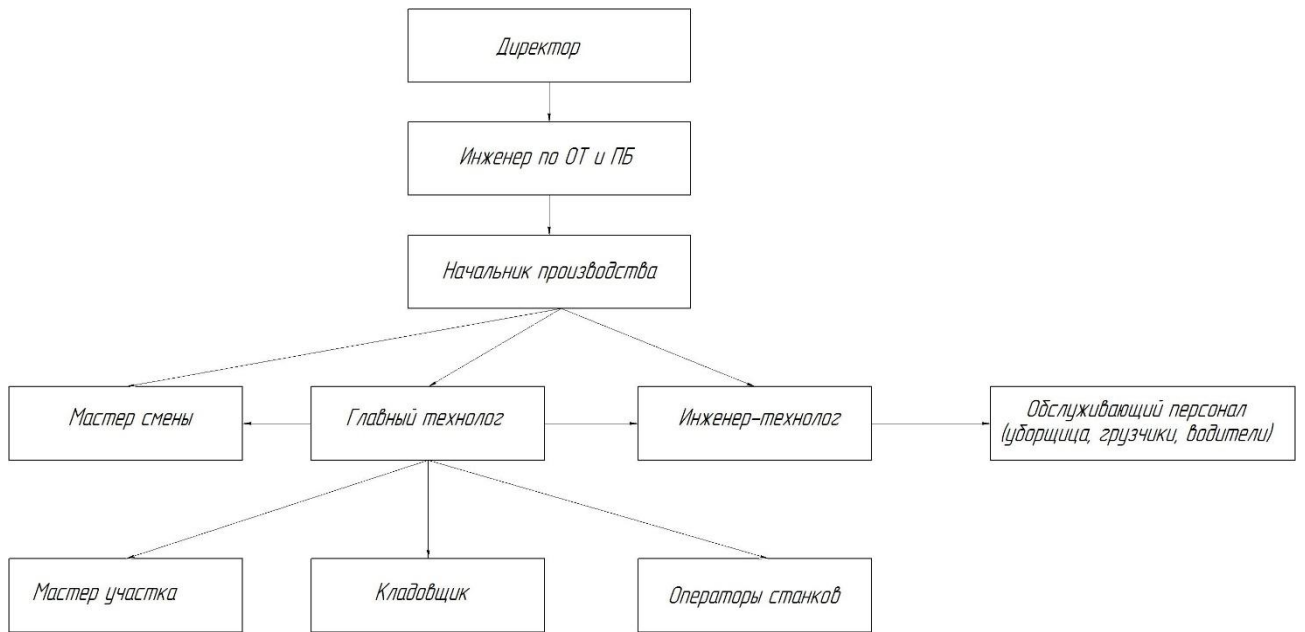 Директор
Инженер по ОТ и ПБ
Начальник производства
Мастер смены
Главный технолог
Инженер-технолог
Обслуживающий персонал
(уборщица, грузчики, водители)
Мастер участка
Кладовщик
Операторы станков